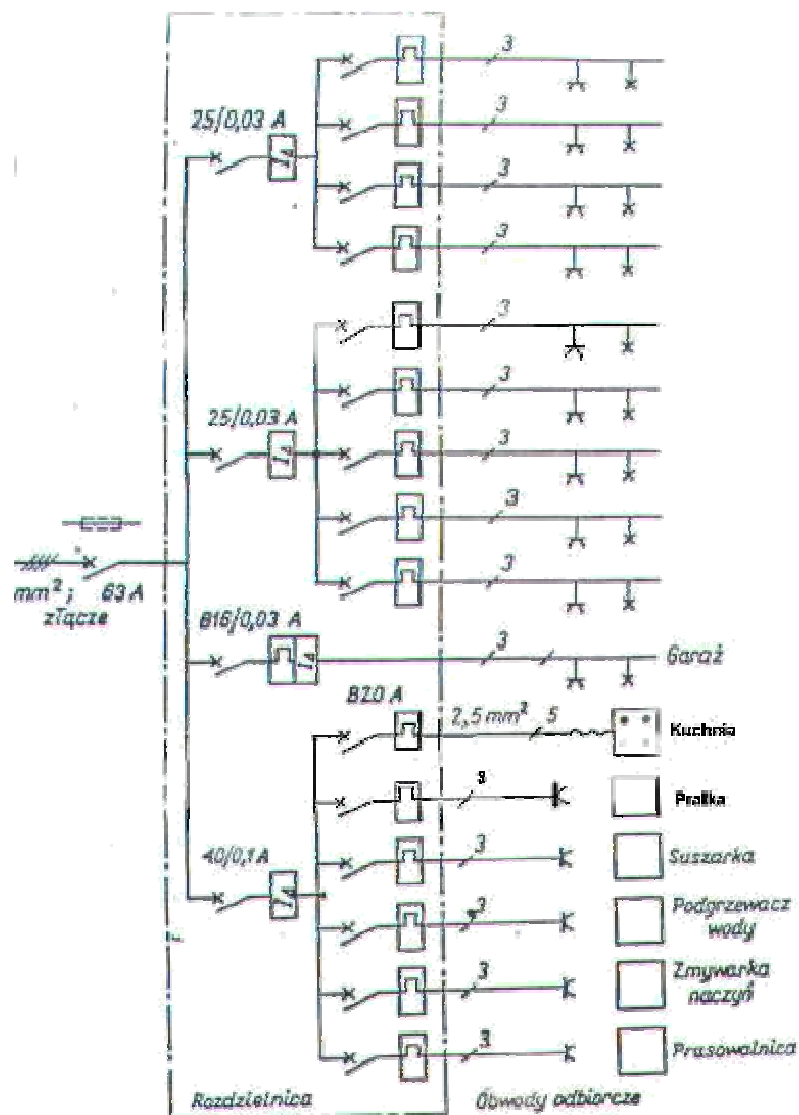 3
25/0,03 A
3
3
3
3
3
25/0,03 A
3
3
3
mm²; 63 A
złącze
B16/0,03 A
3
Garaż
B20 A
2,5 mm² 5
Kuchnia
3
Pralka
40/0,1 A
3
Suszarka
3
Podgrzewacz
wody
3
Zmywarka
naczyń
3
Prasowalnica
Rozdzielnica
Obwody odbiorcze